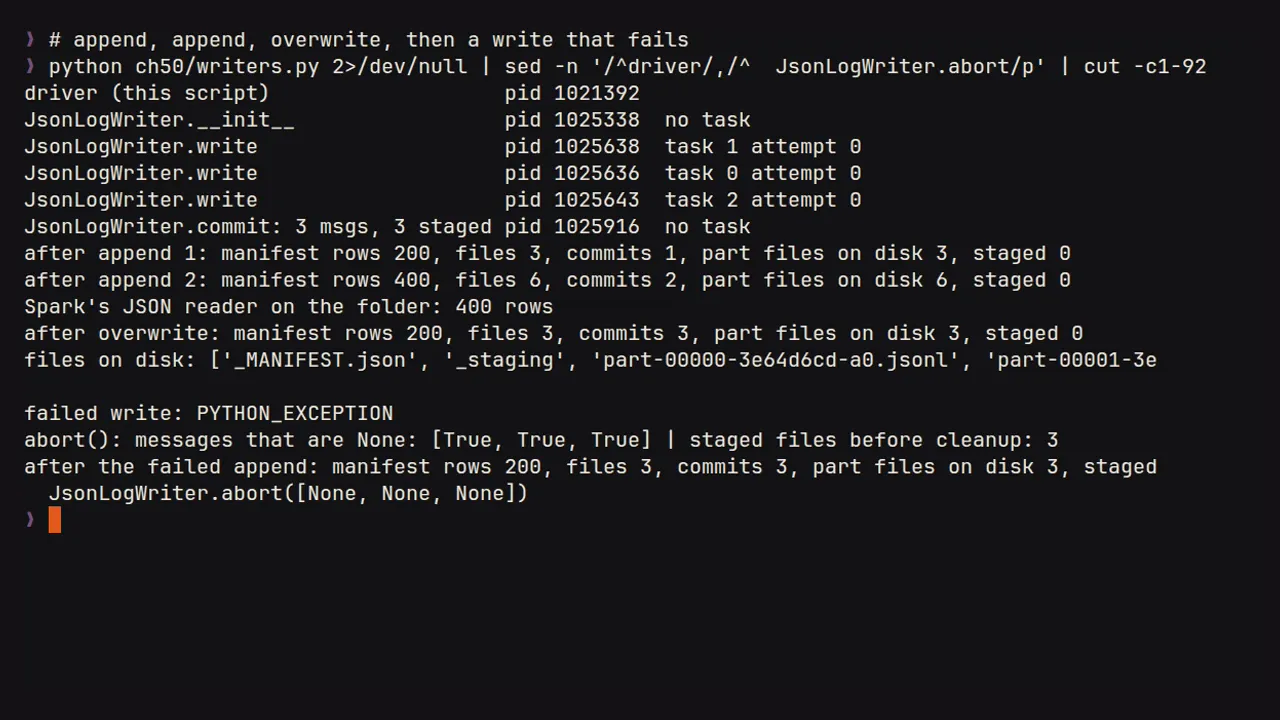 ❯ # append, append, overwrite, then a write that fails
❯ python ch50/writers.py 2>/dev/null | sed -n '/^driver/,/^  JsonLogWriter.abort/p' | cut -c1-92
driver (this script)                   pid 1021392
JsonLogWriter.__init__                 pid 1025338  no task
JsonLogWriter.write                    pid 1025638  task 1 attempt 0
JsonLogWriter.write                    pid 1025636  task 0 attempt 0
JsonLogWriter.write                    pid 1025643  task 2 attempt 0
JsonLogWriter.commit: 3 msgs, 3 staged pid 1025916  no task
after append 1: manifest rows 200, files 3, commits 1, part files on disk 3, staged 0
after append 2: manifest rows 400, files 6, commits 2, part files on disk 6, staged 0
Spark's JSON reader on the folder: 400 rows
after overwrite: manifest rows 200, files 3, commits 3, part files on disk 3, staged 0
files on disk: ['_MANIFEST.json', '_staging', 'part-00000-3e64d6cd-a0.jsonl', 'part-00001-3e
failed write: PYTHON_EXCEPTION
abort(): messages that are None: [True, True, True] | staged files before cleanup: 3
after the failed append: manifest rows 200, files 3, commits 3, part files on disk 3, staged
  JsonLogWriter.abort([None, None, None])
❯